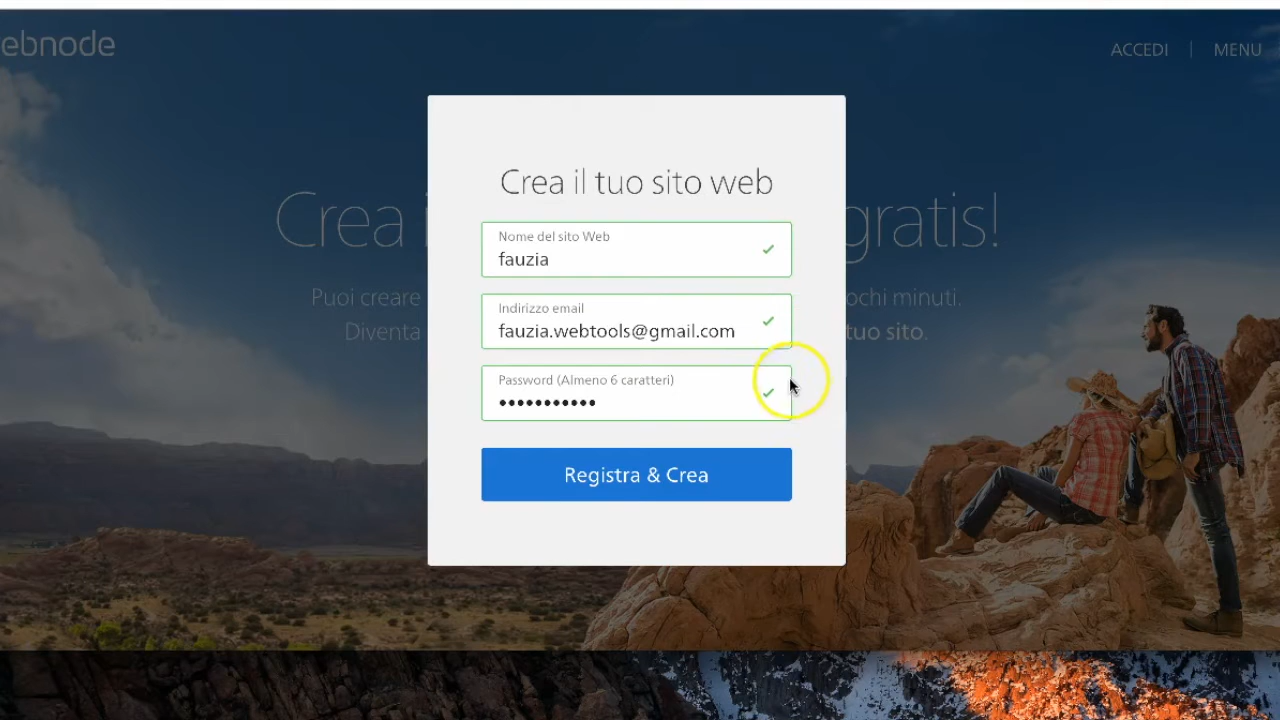 ebnode
ACCEDI | MENU
Crea il tuo sito web
Crea i gratis!
Nome del sito Web
fauzia
Puoi creare ochi minuti.
Indirizzo email
fauzia.webtools@gmail.com
Diventa tuo sito.
Password (Almeno 6 caratteri)
•••••••••••
Registra & Crea